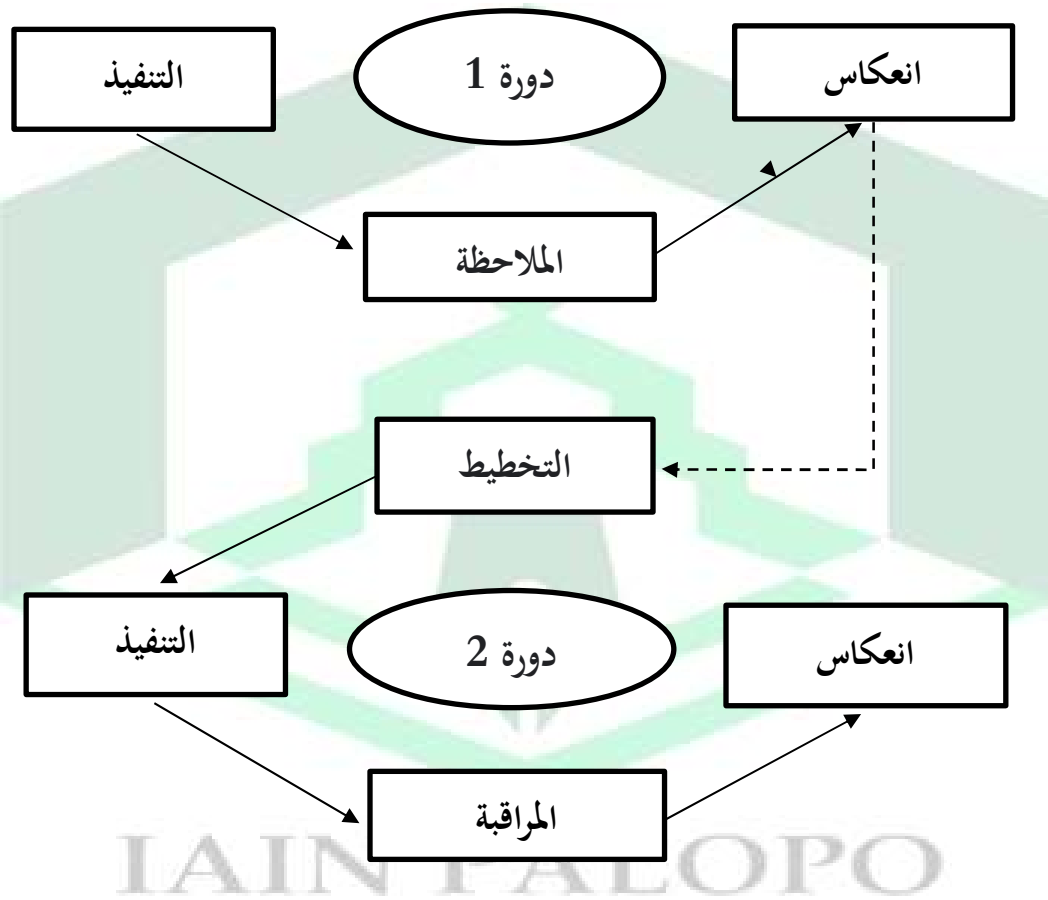 انعكاس
دورة 1
التنفيذ
الملاحظة
التخطيط
انعكاس
دورة 2
التنفيذ
المراقبة
IAIN PALOPO